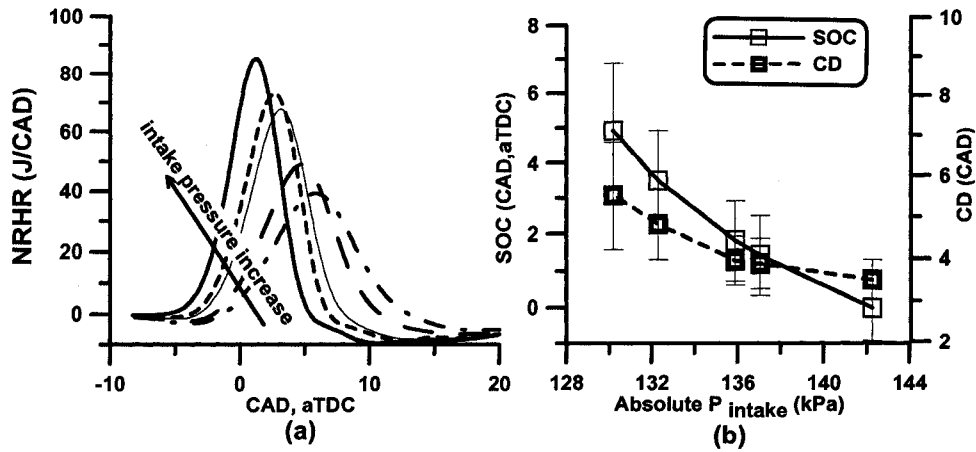 100
80
NRHR (J/CAD)
60
40
20
0
intake pressure increase
-10
0
10
20
CAD, aTDC
(a)
8
6
4
2
0
SOC (CAD,aTDC)
SOC
CD
10
8
6
4
2
CD (CAD)
128
132
136
140
144
Absolute P intake (kPa)
(b)